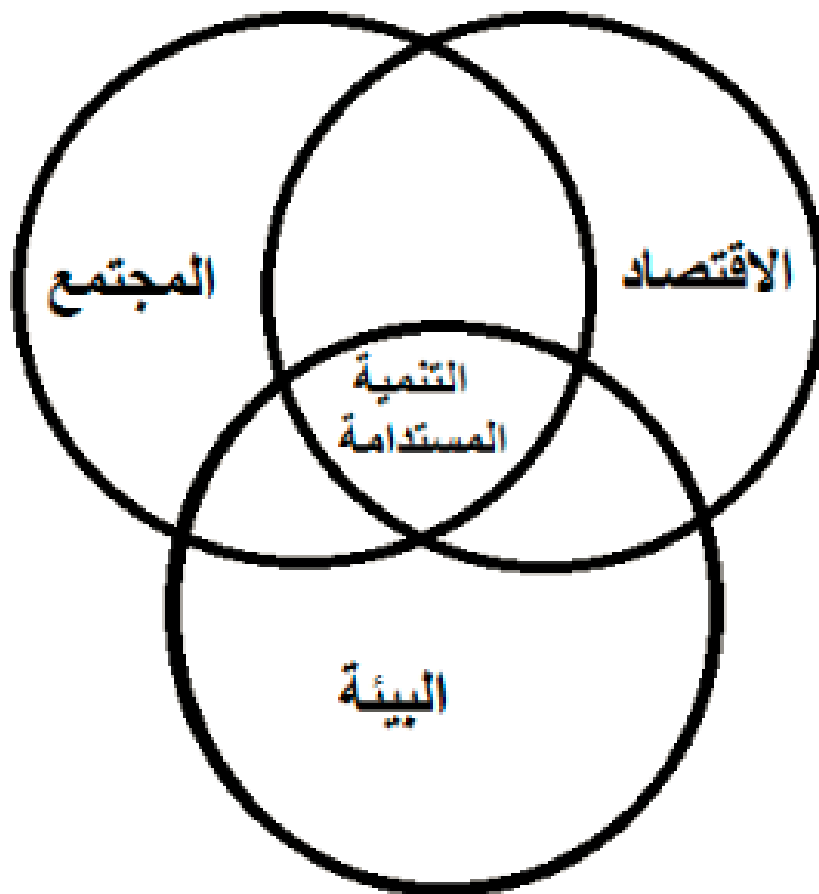 الاقتصاد
المجتمع
التنمية
المستدامة
البيئة